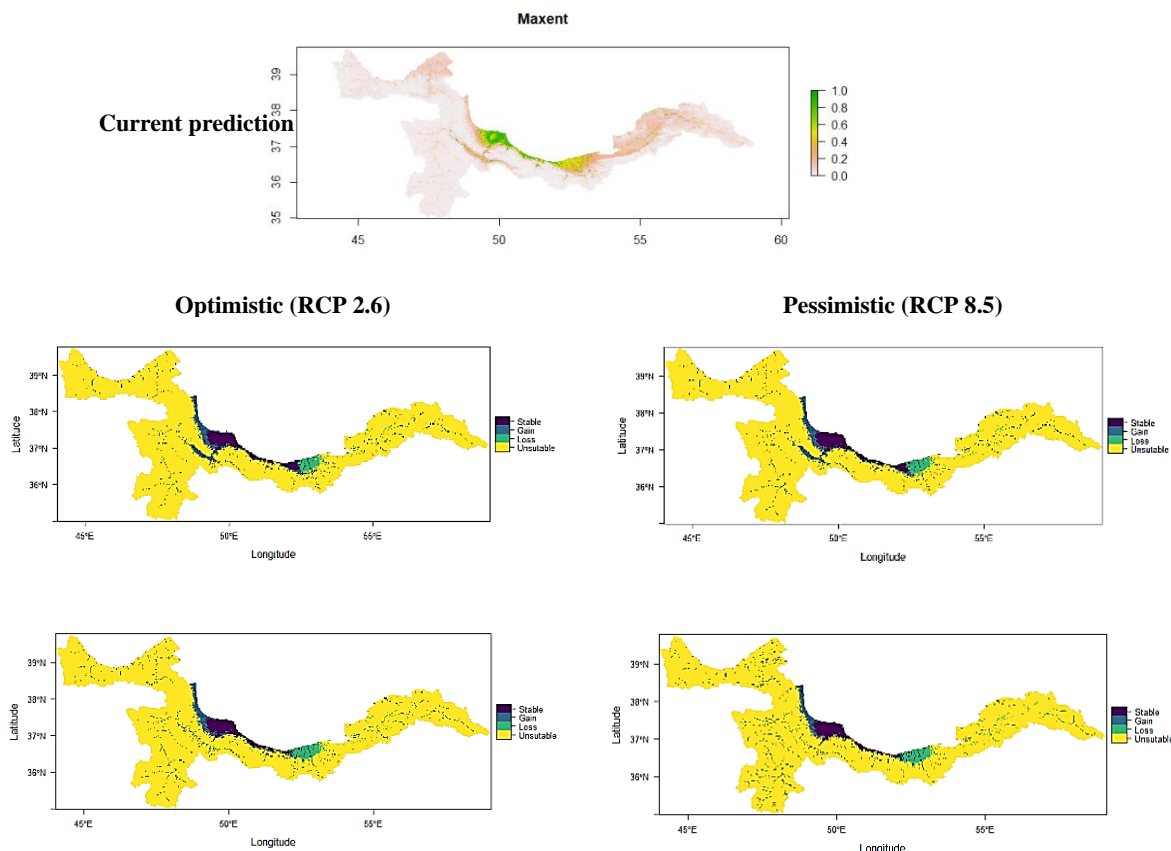 Maxent
Current prediction
39
38
37
36
35
45
50
55
60
1.0
0.8
0.6
0.4
0.2
0.0
Optimistic (RCP 2.6)
Pessimistic (RCP 8.5)
Latitude
39°N
38°N
37°N
36°N
45°E
50°E
55°E
Longitude
Stable
Gain
Loss
Unsutable
Latitude
39°N
38°N
37°N
36°N
45°E
50°E
55°E
Longitude
Stable
Gain
Loss
Unsutable
Latitude
39°N
38°N
37°N
36°N
45°E
50°E
55°E
Longitude
Stable
Gain
Loss
Unsutable
Latitude
39°N
38°N
37°N
36°N
45°E
50°E
55°E
Longitude
Stable
Gain
Loss
Unsutable